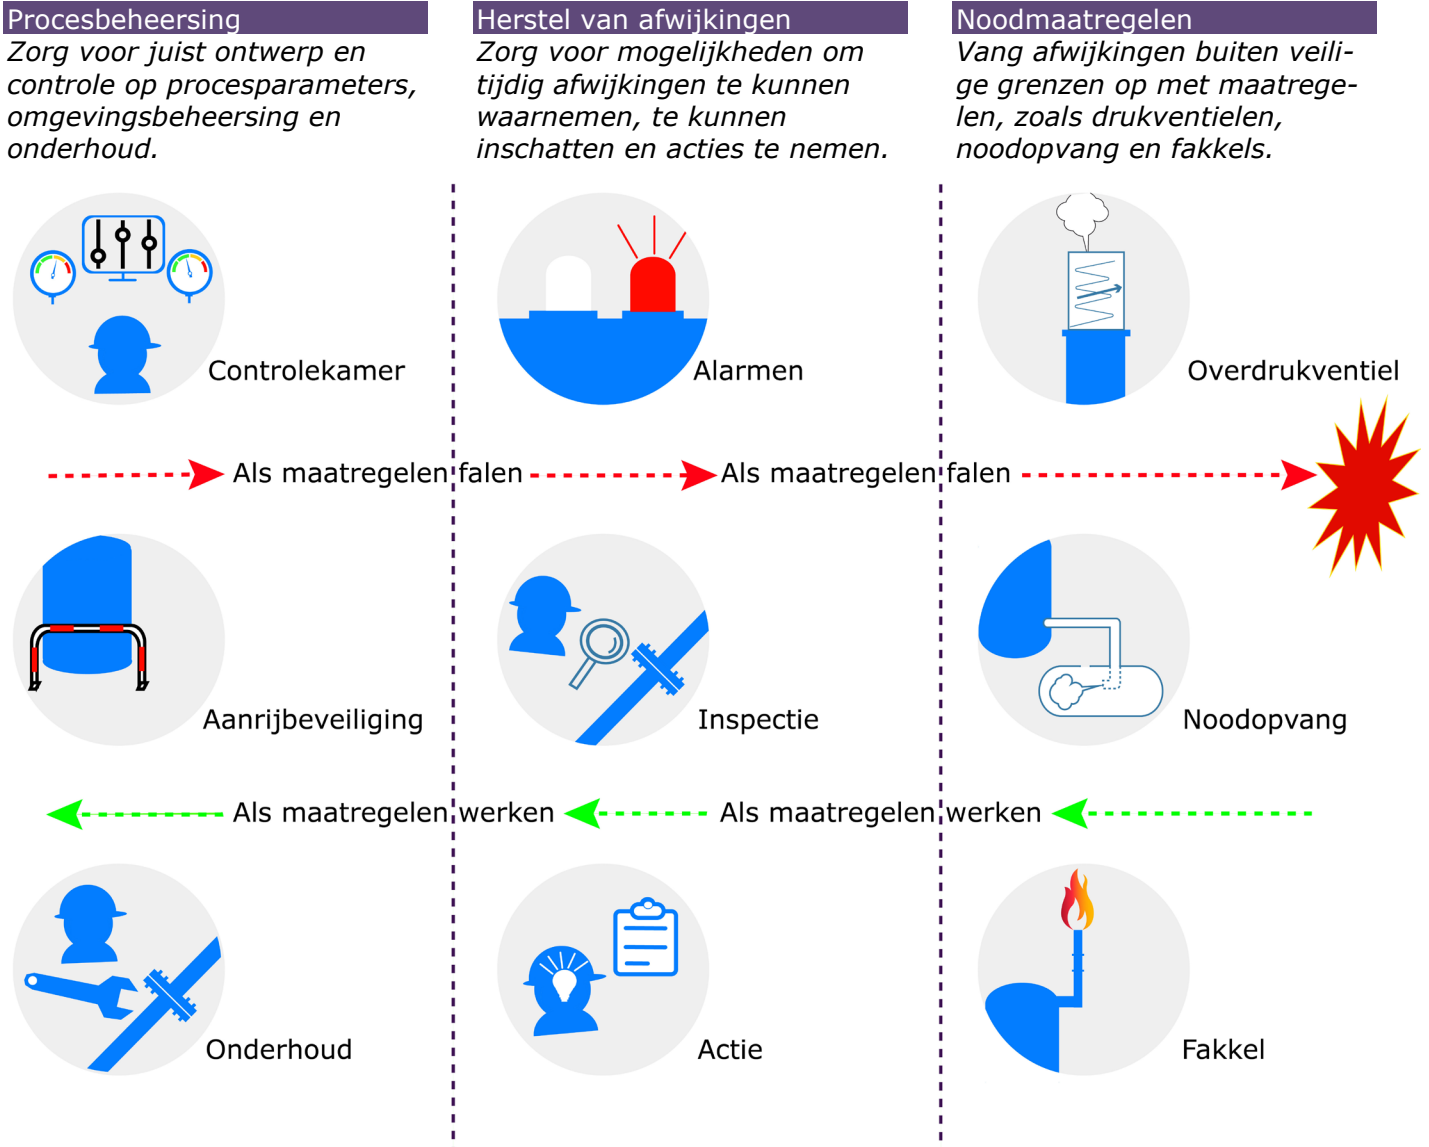 Procesbeheersing
Zorg voor juist ontwerp en
controle op procesparameters,
omgevingsbeheersing en
onderhoud.
Herstel van afwijkingen
Zorg voor mogelijkheden om
tijdig afwijkingen te kunnen
waarnemen, te kunnen
inschatten en acties te nemen.
Noodmaatregelen
Vang afwijkingen buiten veili-
ge grenzen op met maatrege-
len, zoals drukventielen,
noodopvang en fakkels.
Controlekamer
Alarmen
Overdrukventiel
Als maatregelen falen
Als maatregelen falen
Aanrijbeveiliging
Inspectie
Noodopvang
Als maatregelen werken
Als maatregelen werken
Onderhoud
Actie
Fakkel